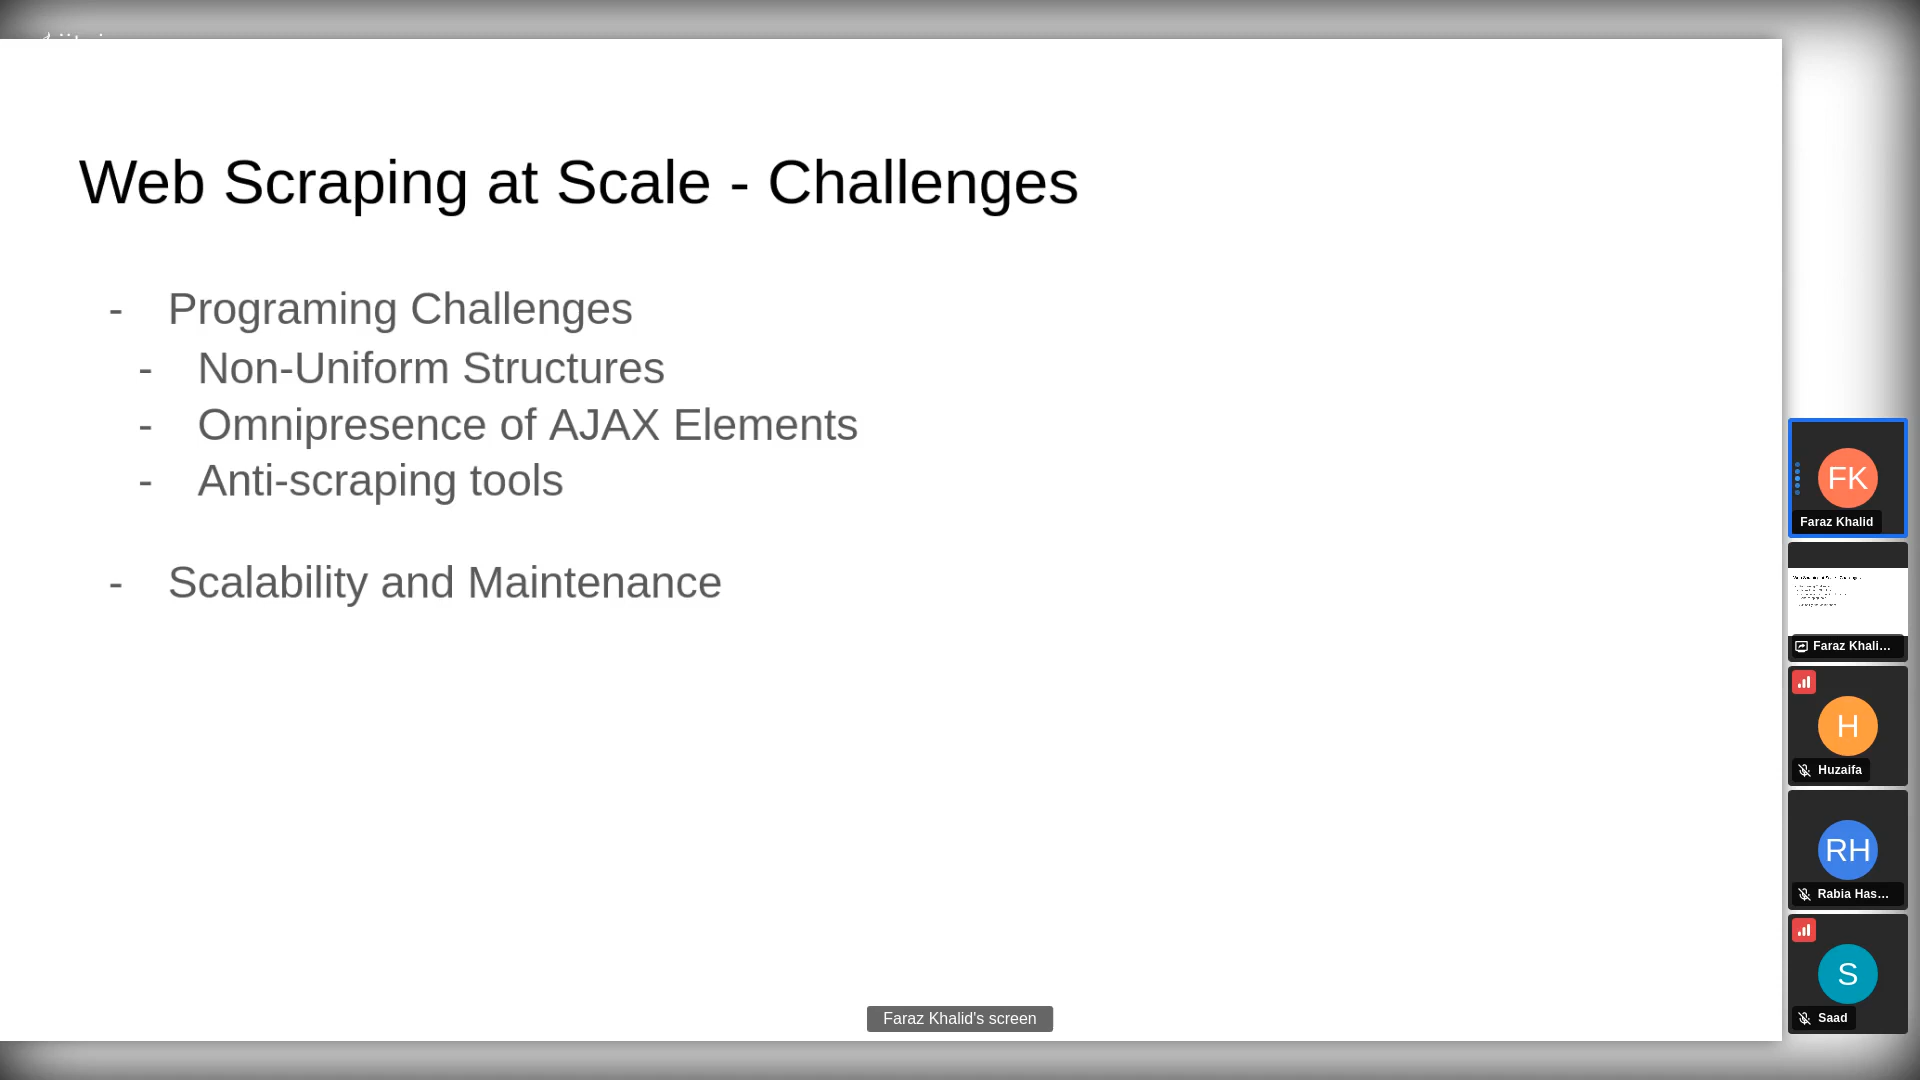 Web Scraping at Scale - Challenges
- Programing Challenges
- Non-Uniform Structures
- Omnipresence of AJAX Elements
- Anti-scraping tools
- Scalability and Maintenance
FK
Faraz Khalid
Faraz Khali...
H
Huzaifa
RH
Rabia Has...
S
Saad
Faraz Khalid's screen